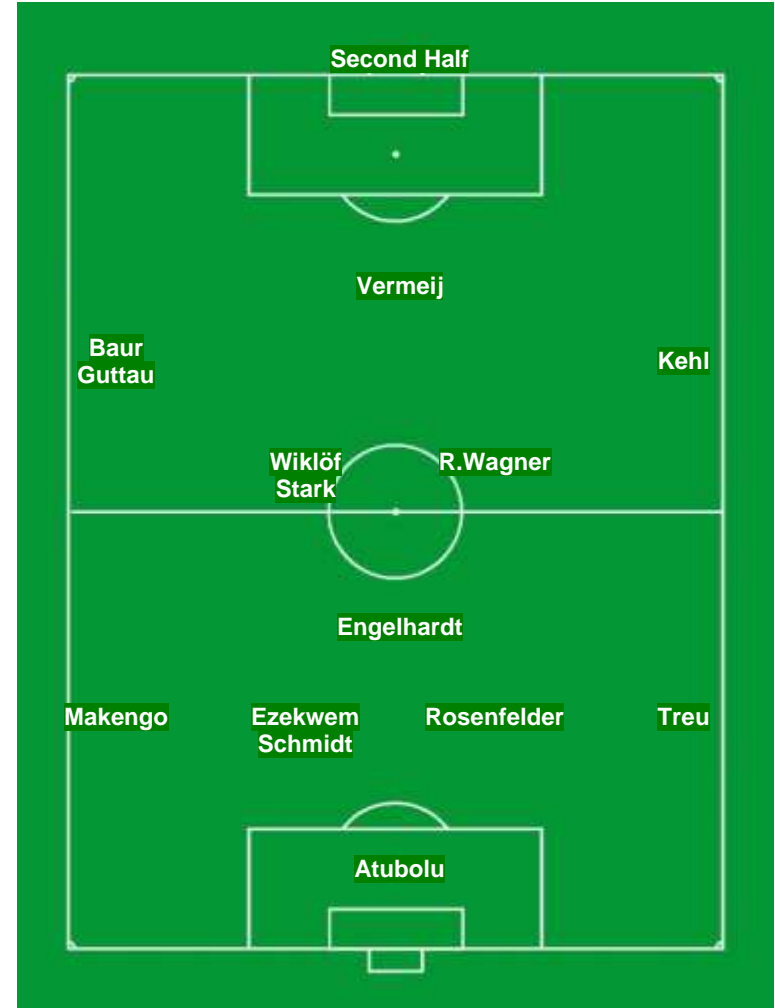 Second Half
Vermeij
Baur
Guttau
Kehl
Wiklöf
Stark
R.Wagner
Engelhardt
Makengo
Ezekwem
Schmidt
Rosenfelder
Treu
Atubolu